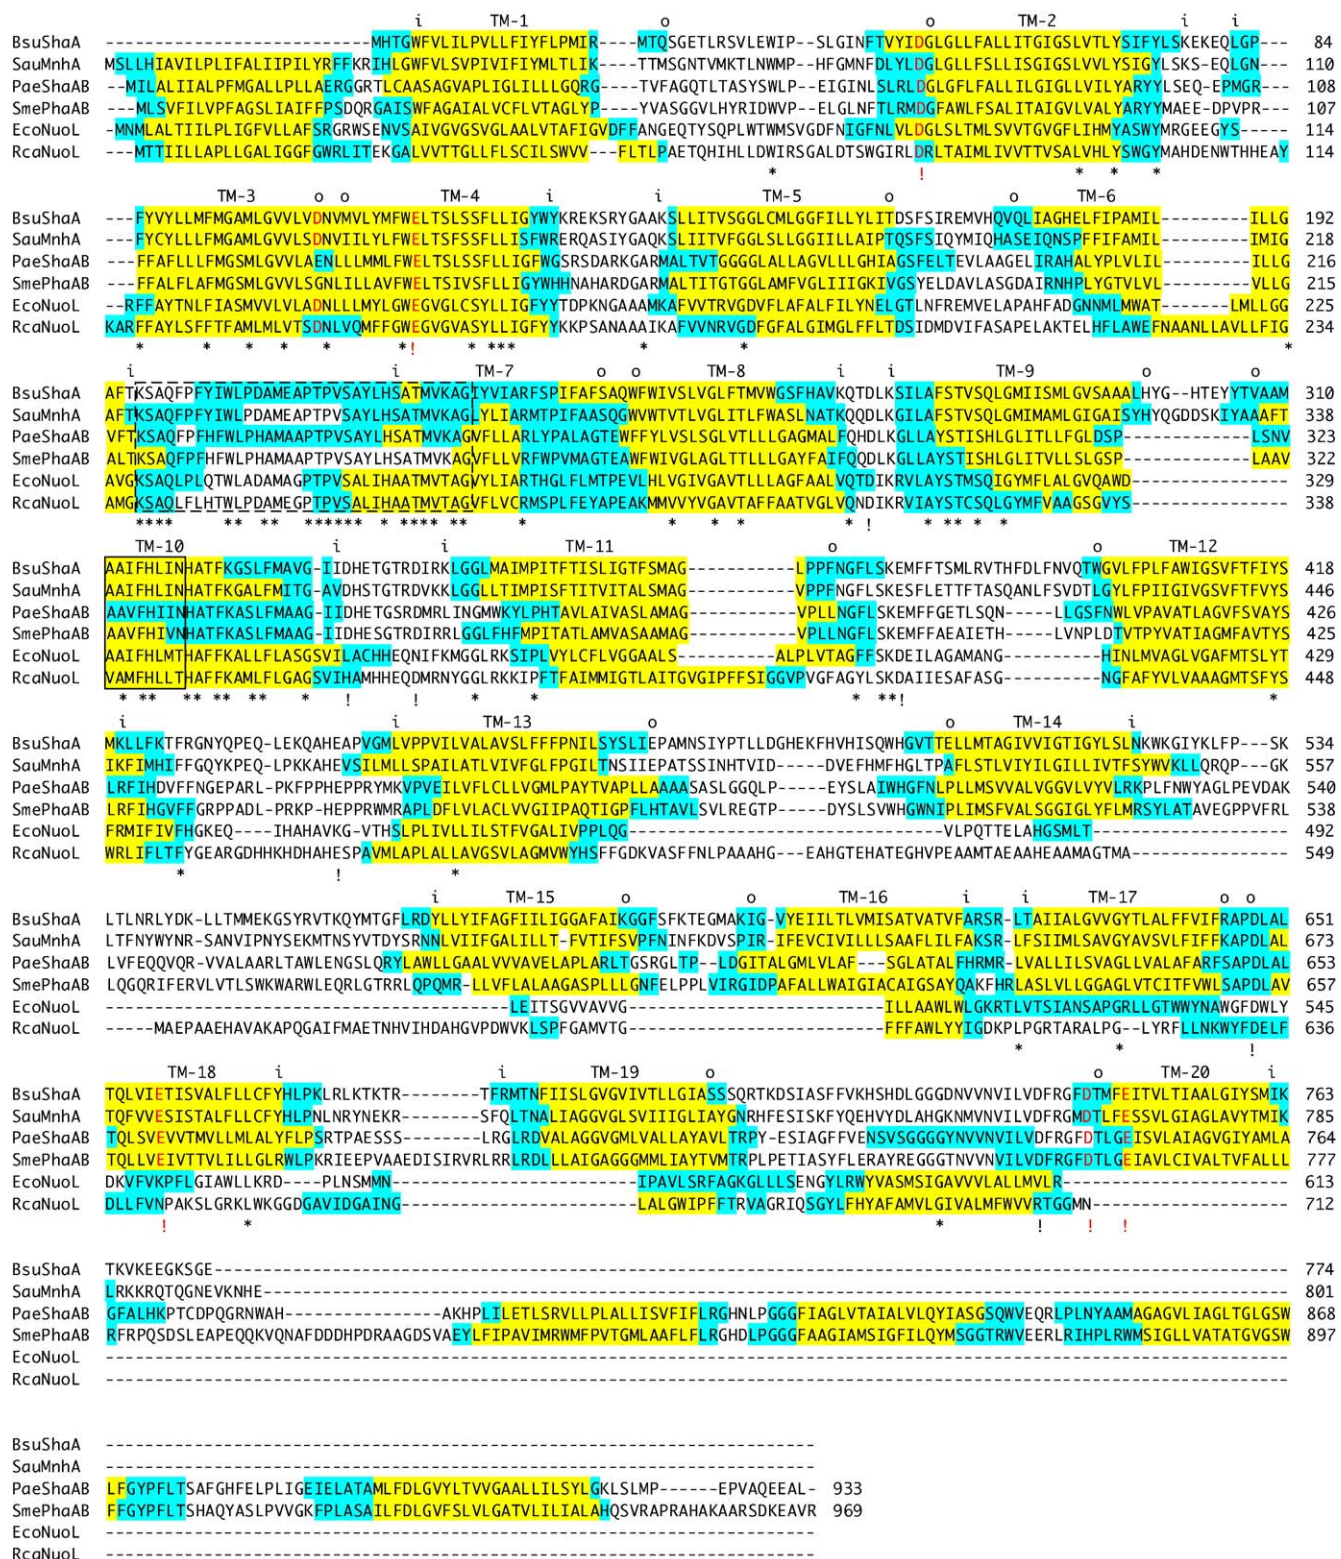 i TM-1 o o TM-2 i i
BsuShaA ---------------------------------MHTGWFVLILPVLLFIYFLPMIR----MTQSGETLRSVLEWIP--SLGINFTVYIDGLGLLFALLITGIGSLVTLYSIFYLSKEKEQLGP--- 84
SauMnhA MSLLHIAVILPLIFALIIPILYRFFKRIHLGWFVLSVPIVIFIYMLTLIK----TTMSGNTVMKTLNWMP-HFGMNFDLYLDGLGLLFSLLISGIGSLVVLYSIGYLSKS-EQLGN--- 110
PaeShaAB --MILALIIALPFMGALLPLLAERGGRTLCAASAGVAPLIGLILLLGQRG----TVFAGQTLTASYSWLP-EIGINLSLRLDGLGFLFALLILGIGLLVILYARYYLSEQ-EPMGR--- 108
SmePhaAB ---MLSVFILVPFAGSLIAIFFPSDQRGAISWFAGAIALVCFLVTAGLYP----YVASGGVLHYRIDWVP-ELGLNFTLRMDGFAWLFSALITAIGVLVALYARYYMAEE-DPVPR--- 107
EcoNuoL -MNMLALTIILPLIGFVLLAFSRGRWSENVSAIVGVGSVGLAALVTAFIGVDFFANGEQTYSQPLWTWMSVGDFNIGFNLVLDGLSLTMLSVVTGVGFLIHMYASWYMRGEEGYS----- 114
RcaNuoL ---MTTIILLAPLLGALIGGFGWRLITEKGALVVTTGLLFLSCILSWVV----FLTLPAETQHIHLLDWIRSGALDTSWGIRLDRLTAIMLIVVTTVSALVHLYSWGYMAHDENWTHHEAY 114
* ! * * *
TM-3 o o TM-4 i i TM-5 o o TM-6
BsuShaA ---FYVYLLMFMGAMLGVVLVDNVMVLYMFWELTSLSSFLLIGYWYKREKSRYGAAKSLLITVSGGLCMLGGFILLYLITDSFSIREMVHQVQLIAGHELFIPAMIL-------ILLG 192
SauMnhA ---FYCYLLLFMGAMLGVVLSDNVIILYLFWELTSFSSFLLISFWRERQASIYGAQKSLIITVFGGLSLLGGIILLAIPTQSFSIQYMIQHASEIQNSPFFIFAMIL-------IMIG 218
PaeShaAB ---FFAFLLLFMGSMLGVVLAENLLLMMLFWELTSLSSFLLIGFWGSRSDARKGARMALTVTGGGGLALLAGVLLLGHIAGSFELTEVLAAGELIRAHALYPLVLIL-------ILLG 216
SmePhaAB ---FFALFLAFMGSMLGVVLSGNLILLAVFWELTSIVSFLLIGYWHHNAHARDGARMALTITGTGGLAMFVGLIIIGKIVGSYELDAVLASGDAIRNHPLYGTVLVL-------VLLG 215
EcoNuoL --RFFAYTNLFIASMVVLVLADNLLLMYLGWEGVGLCSYLLIGFYYTDPKNGAAAMKAFVVTRVGDVFLAFALFILYNELGTLNFREMVELAPAHFADGNNMLMWAT-----LMLLGG 225
RcaNuoL KARFFAYLSFFTFAMLMLVTSDNLVQMFFGWEGVGVASYLLIGFYYKKPSANAAAIKAFVVNRVGDFGFALGIMGLFFLTDSIDMDVIFASAPELAKTELHFLAWEFNAANLLAVLLFIG 234
* * * * * * ! * *** * * *
i i TM-7 o o TM-8 i i TM-9 o o
BsuShaA AFTKSAQFPFYIWLPDAMEAPTPVSAYLHSATMVKAGIYVIARFSPIFAFSAQWFWIVSLVGLFTMVWGSFHAVKQTDLKSILAFSTVSQLGMIISMLGVSAAALHYG--HTEYYTVAAM 310
SauMnhA AFTKSAQFPFYIWLPDAMEAPTPVSAYLHSATMVKAGLYLIARMTPIFAASQGWVWTVTLVGLITLFWASLNATKQQDLKGILAFSTVSQLGMIMAMLGIGAISYHYQGDDSKIYAAAFT 338
PaeShaAB VFTKSAQFPFHFWLPHAMAAPTPVSAYLHSATMVKAGVFLLARLYPALAGTEWFFYLVSLSGLVTLLLGAGMALFQHDLKGLLAYSTISHLGLITLLFGLDSP-------------LSNV 323
SmePhaAB ALTKSAQFPFHFWLPHAMAAPTPVSAYLHSATMVKAGVFLLVRFWPVMAGTEAWFWIVGLAGLTTLLLGAYFAIFQQDLKGLLAYSTISHLGLITVLLSLGSP-------------LAAV 322
EcoNuoL AVGKSAQLPLQTWLADAMAGPTPVSALIHAATMVTAGVYLIARTHGLFLMTPEVLHLVGIVGAVTLLLAGFAALVQTDIKRVLAYSTMSQIGYMFLALGVQAWD---------------- 329
RcaNuoL AMGKSAQLFLHTWLPDAMEGPTPVSALIHAATMVTAGVFLVCRMSPLFEYAPEAKMMVVYVGAVTAFFAATVGLVQNDIKRVIAYSTCSQLGYMFVAAGSGVYS---------------- 338
**** ** ** ****** * **** ** * * * * * ! * ** * *
TM-10 i i TM-11 o o TM-12
BsuShaA AAIFHLINHATFKGSLFMAVG-IIDHETGTRDIRKLGGLMAIMPITFTISLIGTFSMAG----------LPPFNGFLSKEMFFTSMLRVTHFDLFNVQTWGVLFPLFAWIGSVFTFIYS 418
SauMnhA AAIFHLINHATFKGALFMITG-AVDHSTGTRDVKKLGGLLTIMPISFTITVITALSMAG----------VPPFNGFLSKESFLETTFTASQANLFSVDTLGYLFPIIGIVGSVFTFVYS 446
PaeShaAB AAVFHIINHATFKASLFMAAG-IIDHETGSRDMRLINGMWKYLPHTAVLAIVASLAMAG----------VPLLNGFLSKEMFFGETLSQN----LLGSFNWLVPAVATLAGVFSVAYS 426
SmePhaAB AAVFHIVNHATFKASLFMAAG-IIDHESGTRDIRRLGGLFHFMPITATLAMVASAAMAG----------VPLLNGFLSKEMFFAEAIETH----LVNPLDTVTPYVATIAGMFAVTYS 425
EcoNuoL AAIFHLMTHAFFKALLFLASGSVILACHHEQNIFKMGGLRKSIPLVYLCFLVGGAALS---------ALPLVTAGFFSKDEILAGAMANG--------HINLMVAGLVGAFMTSLYT 429
RcaNuoL VAMFHLLTHAFFKAMLFLGAGSVIHAMHHEQDMRNYGGLRKKIPFTFAIMMIGTLAITGVGIPFFSIGGVPVGFAGYLSKDAIIESAFASG--------NGFAFYVLVAAAGMTSFYS 448
* ** ** ** ** * ! ! * * * **! *
i i TM-13 o o TM-14 i
BsuShaA MKLLFKTFRGNYQPEQ-LEKQAHEAPVGMLVPPVILVALAVSLFFFPNILSYSLIEPAMNSIYPTLLDGHEKFHVHISQWHGVTTELLMTAGIVVIGTIGYLSLNKWKGIYKLFP---SK 534
SauMnhA IKFIMHIFFGQYKPEQ-LPKKAHEVSILMLLSPAILATLVIVFGLFPGILTNSIIEPATSSINHTVID-----DVEFHMFHGLTPAFLSTLVIYILGILLIVTFSYWVKLLQRQP---GK 557
PaeShaAB LRFIHDVFFNGEPARL-PKFPPHEPPRYMKVPVEILVFLCLLVGMLPAYTVAPLLAAAASASLGGQLP-----EYSLAIWHGFNLPLLMSVVALVGGVLVYVLRKPLFNWYAGLPEVDAK 540
SmePhaAB LRFIHGVFFGRPPADL-PRKP-HEPPRWMRAPLDFLVLACLVVGIIPAQTIGPFLHTAVLSVLREGTP-----DYSLSVWHGWNIPLIMSFVALSGGIGLYFLMRSYLATAVEGPPVFRL 538
EcoNuoL FRMIFIVFHGKEQ----IHAHAVKG-VTHSLPLIVLLILSTFVGALIVPPLQG--------------------------------VLPQTTELAHGSMLT--------------------- 492
RcaNuoL WRLIFLTFYGEARGDHHKHDHAHESPAVMLAPLALLAVGSVLAGMVWYHSFFGDKVASFFNLPAAAHG---EAHGTEHATEGHVPEAAMTAEAAHEAAMAGTMA---------------- 549
* ! *
i TM-15 o o TM-16 i i TM-17 o o
BsuShaA LTLNRLYDK-LLTMMEKGSYRVTKQYMTGFLRDYLLYIFAGFIILIGGAFAIKGGFSFKTEGMAKIG-VYEIILTLVMISATVATVFARSR-LTAIIALGVVGYTLALFFVIFRAPDLAL 651
SauMnhA LTFNYWYNR-SANVIPNYSEKMTNSYVTDYSRNNLVIIFGALILLT-FVTIFSVPFNINFKDVSPIR-IFEVCIVILLLSAAFLILFAKSR-LFSIIMLSAVGYAVSVLFIFFKAPDLAL 673
PaeShaAB LVFEQQVQR-VVALAARLTAWLENGSLQRYLAWLLGAALVVVAVELAPLARLTGSRGLTP--LDGITALGMLVLAF---SGLATALFHRMR-LVALLILSVAGLLVALAFARFSAPDLAL 653
SmePhaAB LQGQRIFERVLVTLSWKWARWLEQRLGTRRLQPQMR-LLVFLALAAGASPLLLGNFELPPLVIRGIDPAFALLWAIGIACAIGSAYQAKFHRLASLVLLGGAGLVTCITFVWLSAPDLAV 657
EcoNuoL -----------------------------------------LEITSGVVAVVG--------------------------ILLAAWLWLGKRTLVTSIANSAPGRLLGTWWYNAWGFDWLY 545
RcaNuoL -----MAEPAAEHAVAKAPQGAIFMAETNHVIHDAHGVPDWVKLSPFGAMVTG--------------------------FFFAWLYYIGDKPLPGRTARALPG--LYRFLLNKWYFDELF 636
* * !
TM-18 i i TM-19 o o TM-20 i
BsuShaA TQLVIETISVALFLLCFYHLPKLRLKTKTR--------TFRMTNFIISLGVGVIVTLLGIASSSQRTKDSIASFFVKHSHDLGGGDNVVNVILVDFRGFDTMFEITVLTIAALGIYSMIK 763
SauMnhA TQFVVESISTALFLLCFYHLPNLNRYNEKR--------SFQLTNALIAGGVGLSVIIIGLIAYGNRHFESISKFYQEHVYDLAHGKNMVNVILVDFRGMDTLFESSVLGIAGLAVYTMIK 785
PaeShaAB TQLSVEVVTMVLLMLALYFLPSRTPAESSS--------LRGLRDVALAGGVGMLVALLAYAVLTRPY-ESIAGFFVENSVSGGGGYNVVNVILVDFRGFDTLGEISVLAIAGVGIYAMLA 764
SmePhaAB TQLLVEIVTTVLILLGLRWLPKRIEEPVAAEDISIRVRLRRLRDLLLAIGAGGGMMLIAYTVMTRPLPETIASYFLERAYREGGGTNVVNVILVDFRGFDTLGEIAVLCIVALTVFALLL 777
EcoNuoL DKVFVKPFLGIAWLLKRD----PLNSMMN-------------------------IPAVLSRFAGKGLLLSENGYLRWYVASMSIGAVVVLALLMVLR----------------------- 613
RcaNuoL DLLFVNPAKSLGRKLWKGGDGAVIDGAING------------------------LALGWIPFFFTRVAGRIQSGYLFHYAFAMVLGIVALMFWVVRTGGMN-------------------- 712
! * * ! ! !
BsuShaA TKVKEEGKSGE------------------------------------------------------------------------------------------------------------- 774
SauMnhA LRKKRQTQGNEVKNHE-------------------------------------------------------------------------------------------------------- 801
PaeShaAB GFALHKPTCDPQGRNWAH----------------AKHPLILETLSRVLLPLALLISVFIFLRGHNLPGGGFIAGLVTAIALVLQYIASGSQWVEQRLPLNYAAMAGAGVLIAGLTGLGSW 868
SmePhaAB RFRPQSDSLEAPEQQKVQNAFDDDHPDRAAGDSVAEYLFIPAVIMRWMFPVTGMLAAFLFLRGHDLPGGGFAAGIAMSIGFILQYMSGGTRWVEERLRIHPLRWMSIGLLVATATGVGSW 897
EcoNuoL ------------------------------------------------------------------------------------------------------------------------
RcaNuoL ------------------------------------------------------------------------------------------------------------------------
BsuShaA ------------------------------------------------------------------------
SauMnhA ------------------------------------------------------------------------
PaeShaAB LFGYPFLTSAFGHFELPLIGEIELATAMLFDLGVYLTVVGAALLILSYLGKLSLMP-----EPVAQEEAL- 933
SmePhaAB FFGYPFLTSHAQYASLPVVGKFPLASAILFDLGVFSLVLGATVLILIALAHQSVRAPRAHAKAARSDKEAVR 969
EcoNuoL ------------------------------------------------------------------------
RcaNuoL ------------------------------------------------------------------------